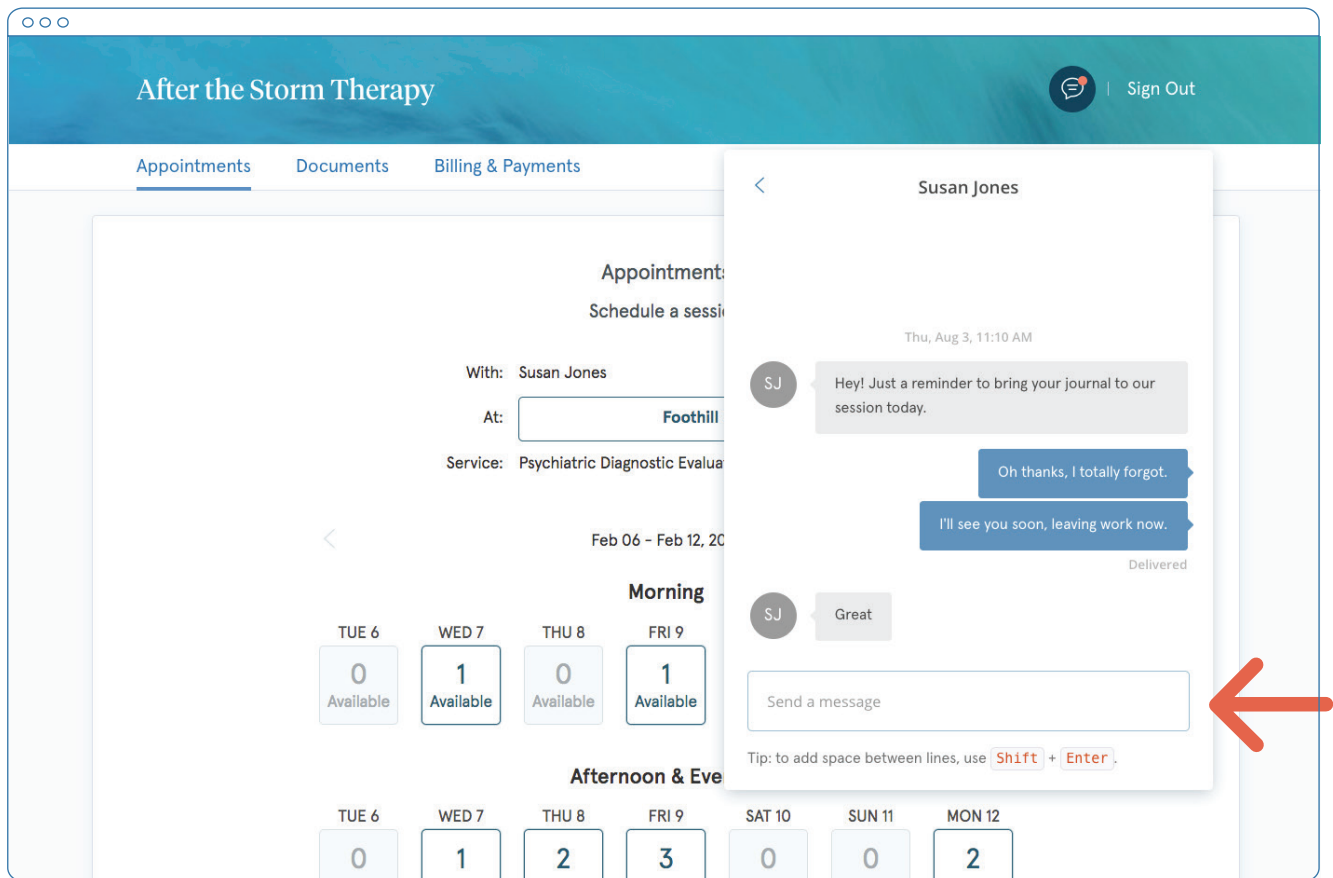 After the Storm Therapy
Sign Out
Appointments Documents Billing & Payments
Appointments
Schedule a
With: Susan Jones
At: Foothill
Service: Psychiatric Diagnostic
Feb 06 - Feb 12,
Morning
TUE 6 WED 7 THU 8 FRI 9
0 1 0 1
Available Available Available Available
Afternoon &
TUE 6 WED 7 THU 8 FRI 9 SAT 10 SUN 11 MON 12
0 1 2 3 0 0 2
Susan Jones
Thu, Aug 3, 11:10 AM
SJ
Hey! Just a reminder to bring your journal to our
session today.
Oh thanks, I totally forgot.
I'll see you soon, leaving work now.
Delivered
SJ
Great
Send a message
Tip: to add space between lines, use Shift + Enter.